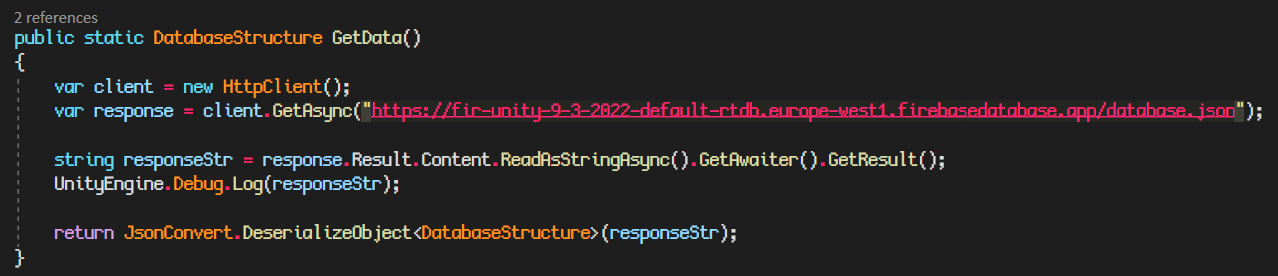 2 references
public static DatabaseStructure GetData()
{
var client = new HttpClient();
var response = client.GetAsync("https://fir-unity-9-3-2022-default-rtdb.europe-west1.firebasedatabase.app/database.json");
string responseStr = response.Result.Content.ReadAsStringAsync().GetAwaiter().GetResult();
UnityEngine.Debug.Log(responseStr);
return JsonConvert.DeserializeObject<DatabaseStructure>(responseStr);
}